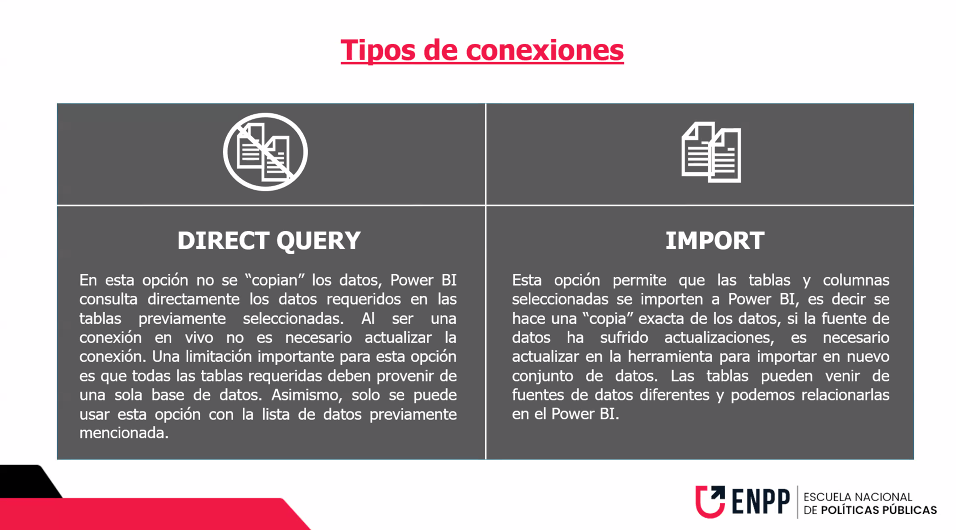 Tipos de conexiones
DIRECT QUERY
En esta opción no se “copian” los datos, Power BI
consulta directamente los datos requeridos en las
tablas previamente seleccionadas. Al ser una
conexión en vivo no es necesario actualizar la
conexión. Una limitación importante para esta opción
es que todas las tablas requeridas deben provenir de
una sola base de datos. Asimismo, solo se puede
usar esta opción con la lista de datos previamente
mencionada.
IMPORT
Esta opción permite que las tablas y columnas
seleccionadas se importen a Power BI, es decir se
hace una “copia” exacta de los datos, si la fuente de
datos ha sufrido actualizaciones, es necesario
actualizar en la herramienta para importar en nuevo
conjunto de datos. Las tablas pueden venir de
fuentes de datos diferentes y podemos relacionarlas
en el Power BI.
ENPP
ESCUELA NACIONAL
DE POLÍTICAS PÚBLICAS